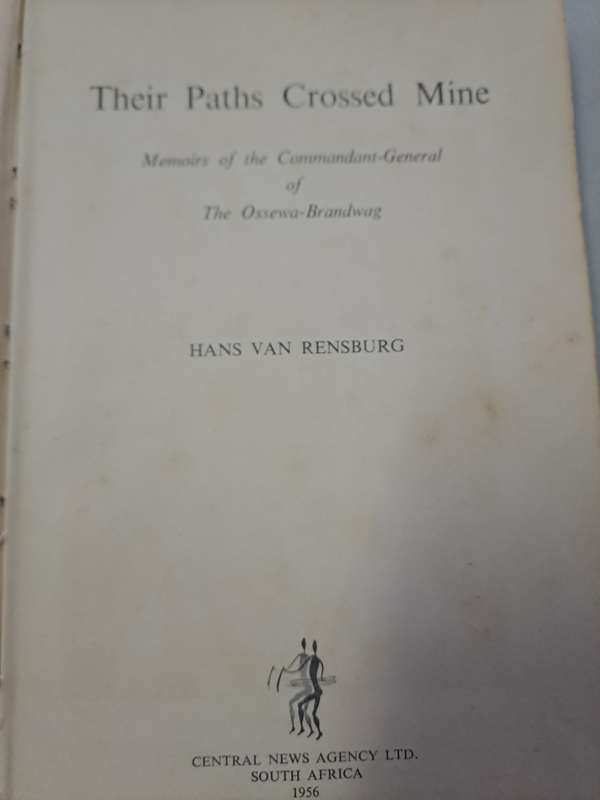 Their Paths Crossed Mine
Memoirs of the Commandant-General
of
The Ossewa-Brandwag
HANS VAN RENSBURG
CENTRAL NEWS AGENCY LTD.
SOUTH AFRICA
1956